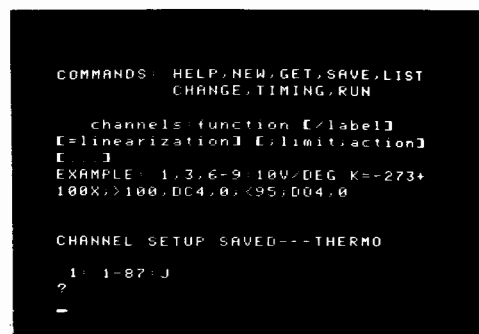 COMMANDS: HELP,NEW,GET,SAVE,LIST
CHANGE,TIMING,RUN
channels:function [/label]
[=linearization] [;limit;action]
[...]
EXAMPLE: 1,3,6-9:10V/DEG K=-273+
100X;>100;DO4,0;<95;DO4,0
CHANNEL SETUP SAVED---THERMO
1: 1-87:J
?